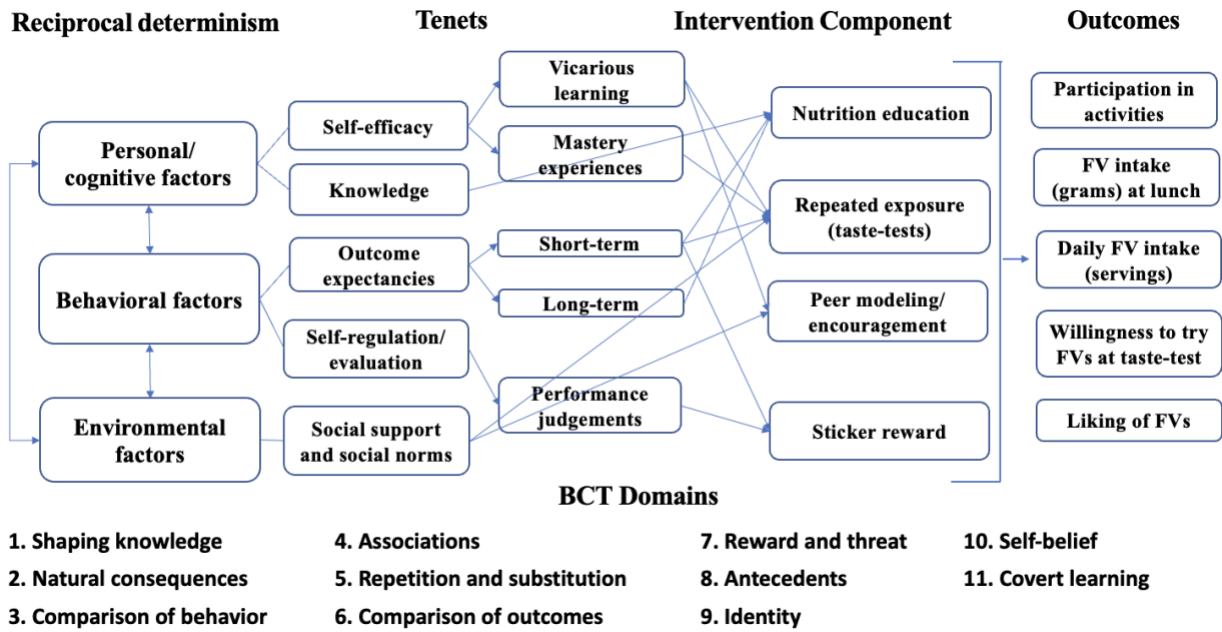 Reciprocal determinism
Tenets
Intervention Component
Outcomes
Personal/
cognitive factors
Behavioral factors
Environmental
factors
Self-efficacy
Knowledge
Outcome
expectancies
Self-regulation/
evaluation
Social support
and social norms
Vicarious
learning
Mastery
experiences
Short-term
Long-term
Performance
judgements
Nutrition education
Repeated exposure
(taste-tests)
Peer modeling/
encouragement
Sticker reward
Participation in
activities
FV intake
(grams) at lunch
Daily FV intake
(servings)
Willingness to try
FVs at taste-test
Liking of FVs
BCT Domains
1. Shaping knowledge
2. Natural consequences
3. Comparison of behavior
4. Associations
5. Repetition and substitution
6. Comparison of outcomes
7. Reward and threat
8. Antecedents
9. Identity
10. Self-belief
11. Covert learning